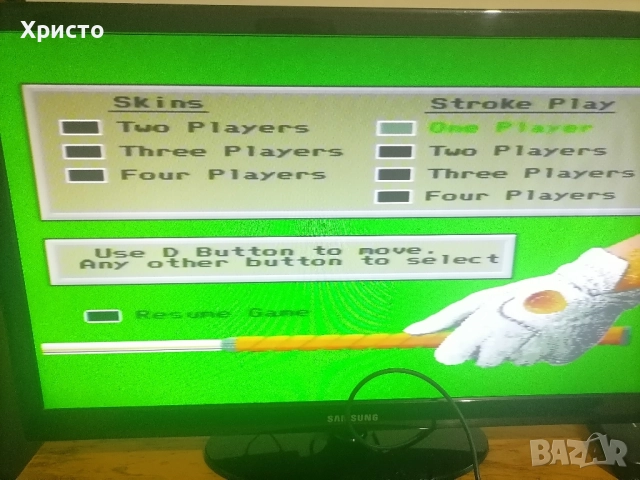 Христо
Skins
Two Players
Three Players
Four Players
Stroke Play
One Player
Two Players
Three Players
Four Players
Use D Button to move.
Any other button to select
Resume Game
SAMSUNG
BAZAR